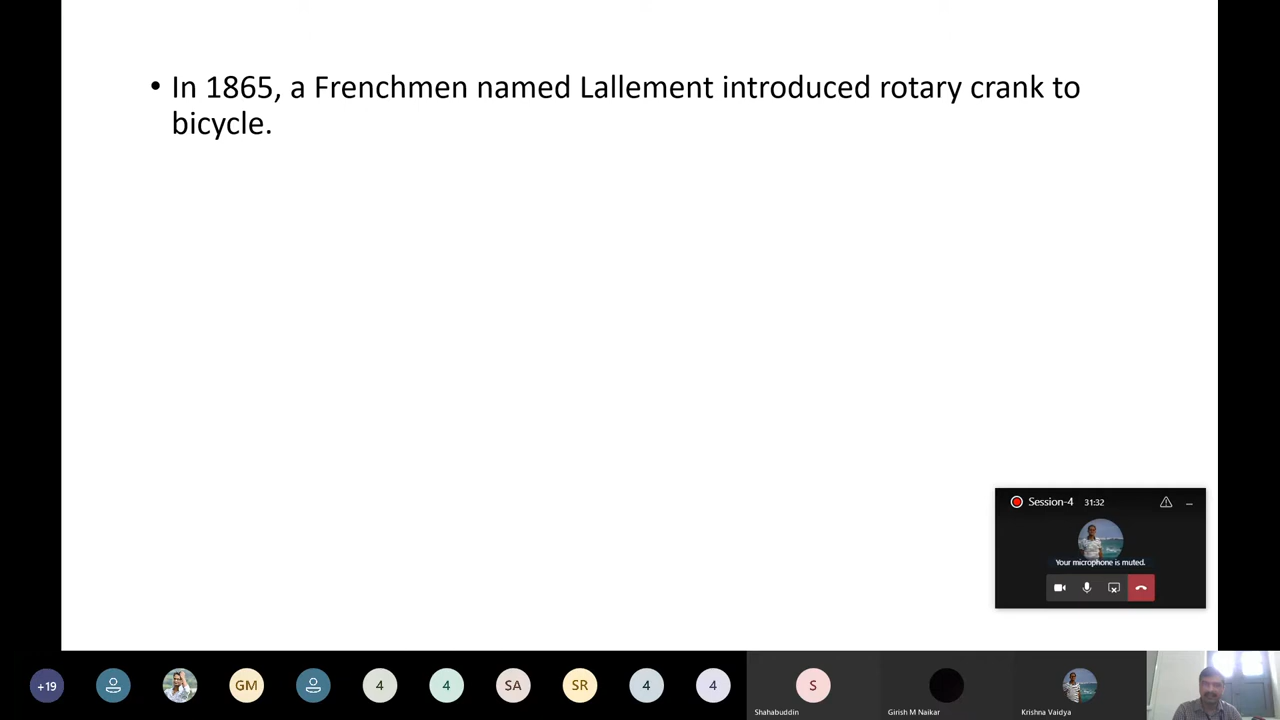 • In 1865, a Frenchmen named Lallement introduced rotary crank to
bicycle.
Session-4 31:32
Your microphone is muted.
+19 GM 4 4 SA SR 4 4 S
Shahabuddin Girish M Naikar Krishna Vaidya